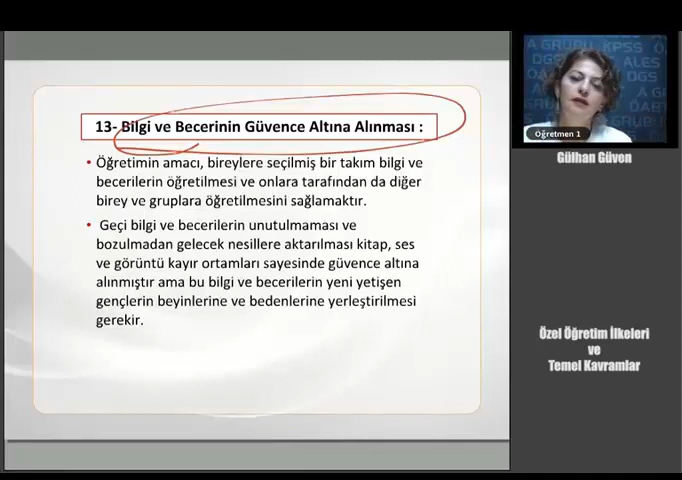 13- Bilgi ve Becerinin Güvence Altına Alınması :
• Öğretimin amacı, bireylere seçilmiş bir takım bilgi ve
becerilerin öğretilmesi ve onlara tarafından da diğer
birey ve gruplara öğretilmesini sağlamaktır.
• Geçi bilgi ve becerilerin unutulmaması ve
bozulmadan gelecek nesillere aktarılması kitap, ses
ve görüntü kayır ortamları sayesinde güvence altına
alınmıştır ama bu bilgi ve becerilerin yeni yetişen
gençlerin beyinlerine ve bedenlerine yerleştirilmesi
gerekir.
A GRUBU KPSS
DGS
ALES
DGS
Öğretmen 1
Gülhan Güven
Özel Öğretim İlkeleri
ve
Temel Kavramlar